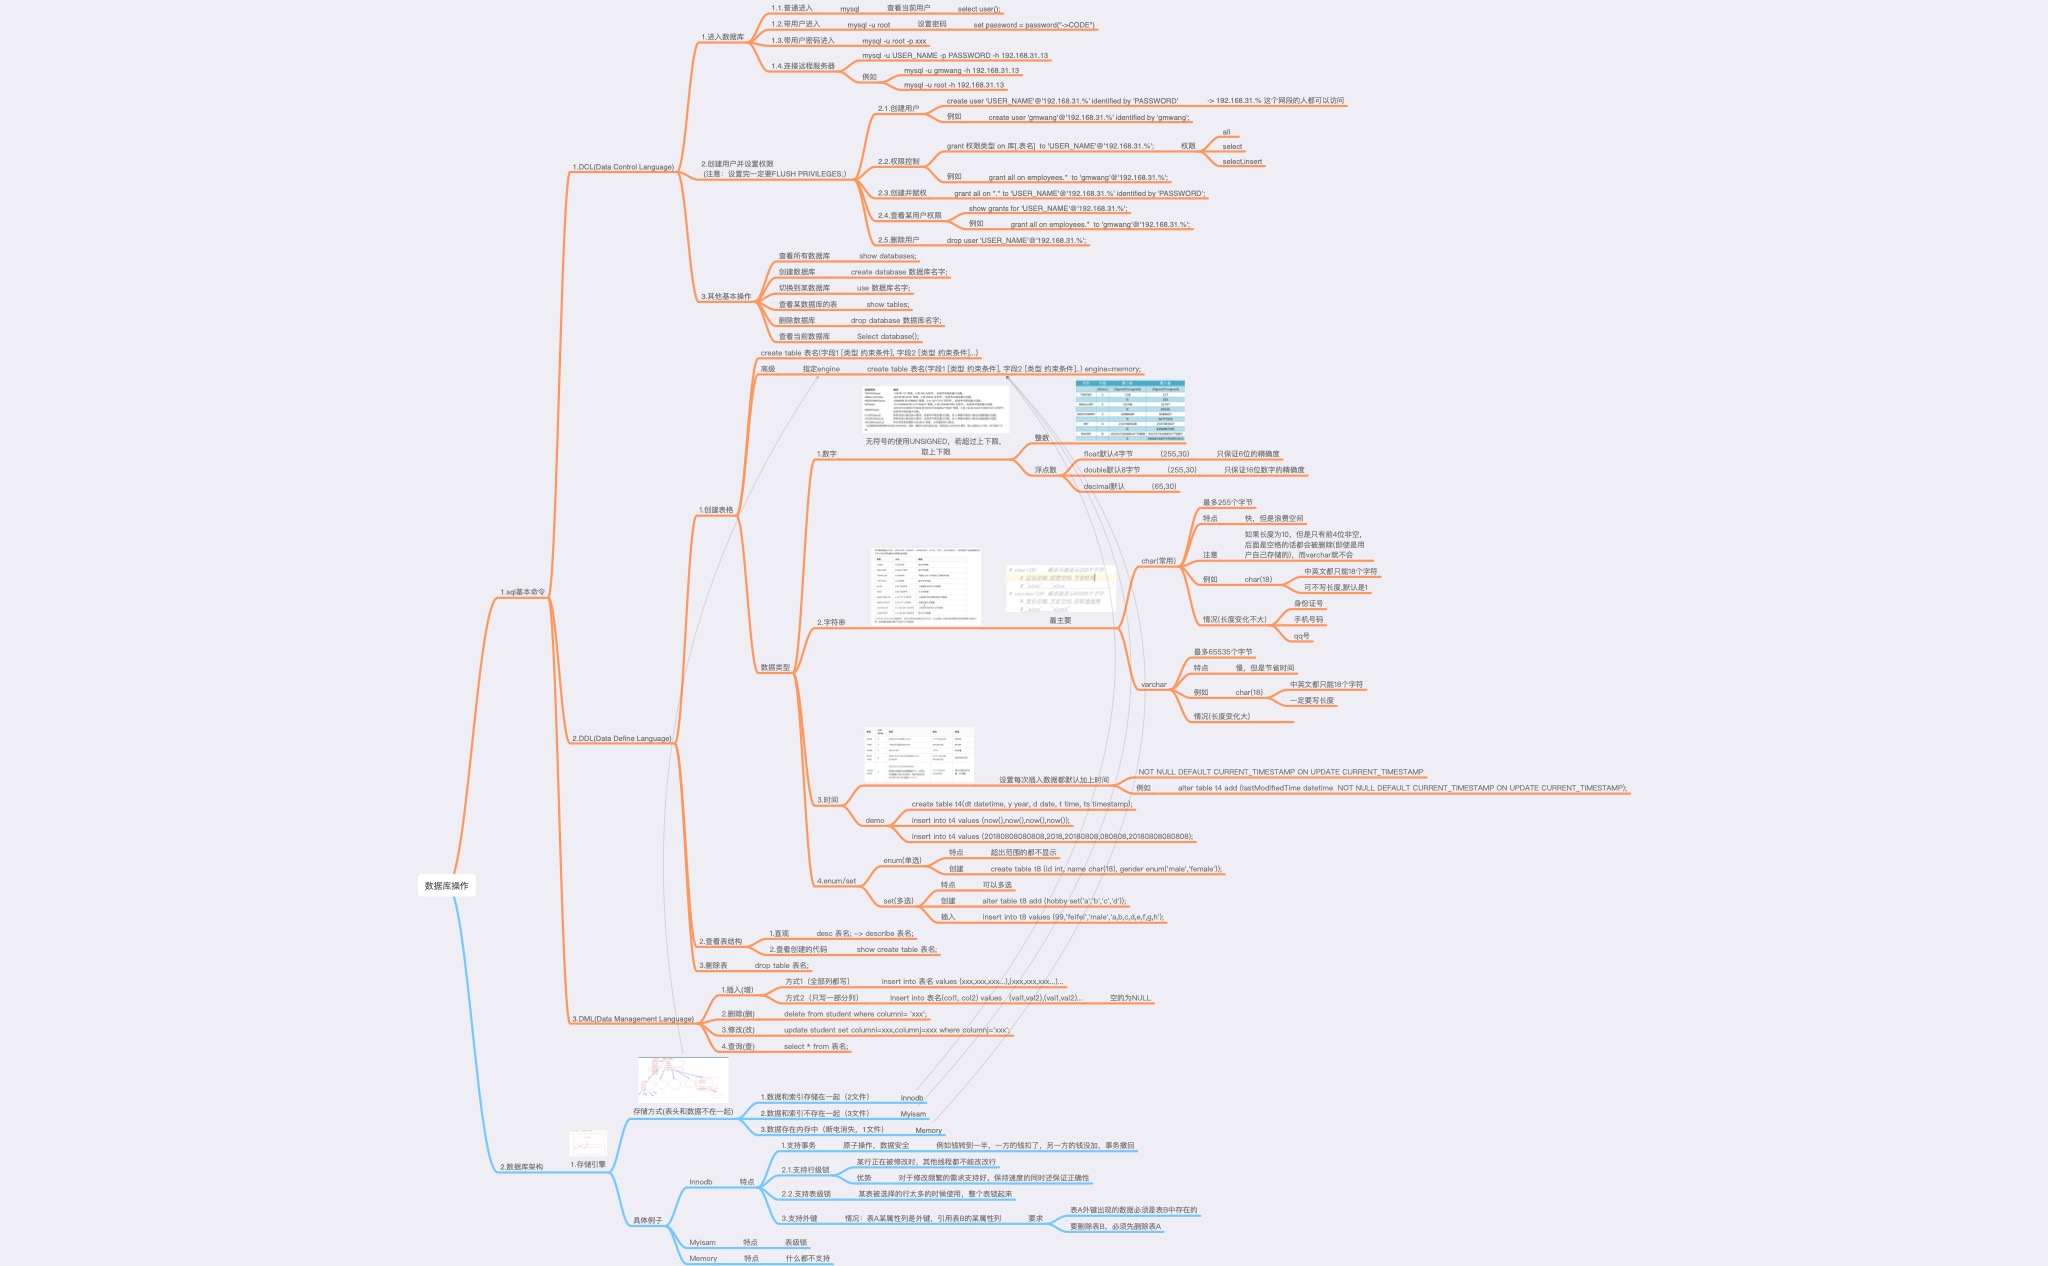 数据库操作
1.sql基本命令
1.DCL(Data Control Language)
1.进入数据库
1.1.普通进入 mysql 查看当前用户 select user();
1.2.带用户进入 mysql -u root 设置密码 set password = password("->CODE")
1.3.带用户密码进入 mysql -u root -p xxx
1.4.连接远程服务器
mysql -u USER_NAME -p PASSWORD -h 192.168.31.13
例如
mysql -u gmwang -h 192.168.31.13
mysql -u root -h 192.168.31.13
2.创建用户并设置权限
(注意：设置完一定要FLUSH PRIVILEGES;)
2.1.创建用户
create user 'USER_NAME'@'192.168.31.%' identified by 'PASSWORD' -> 192.168.31.% 这个网段的人都可以访问
例如 create user 'gmwang'@'192.168.31.%' identified by 'gmwang';
2.2.权限控制
grant 权限类型 on 库[.表名] to 'USER_NAME'@'192.168.31.%'; 权限
all
select
select,insert
例如 grant all on employees.* to 'gmwang'@'192.168.31.%';
2.3.创建并赋权 grant all on *.* to 'USER_NAME'@'192.168.31.%' identified by 'PASSWORD';
2.4.查看某用户权限
show grants for 'USER_NAME'@'192.168.31.%';
例如 grant all on employees.* to 'gmwang'@'192.168.31.%';
2.5.删除用户 drop user 'USER_NAME'@'192.168.31.%';
3.其他基本操作
查看所有数据库 show databases;
创建数据库 create database 数据库名字;
切换到某数据库 use 数据库名字;
查看某数据库的表 show tables;
删除数据库 drop database 数据库名字;
查看当前数据库 Select database();
2.DDL(Data Define Language)
1.创建表格
create table 表名(字段1 [类型 约束条件], 字段2 [类型 约束条件]...)
高级 指定engine create table 表名(字段1 [类型 约束条件], 字段2 [类型 约束条件]..) engine=memory;
数据类型
1.数字
无符号的使用UNSIGNED，若超过上下限，
取上下限
整数
浮点数
float默认4字节 (255,30) 只保证6位的精确度
double默认8字节 (255,30) 只保证16位数字的精确度
decimal默认 (65,30)
2.字符串
最主要
char(常用)
最多255个字节
特点 快，但是浪费空间
注意
如果长度为10，但是只有前4位非空，
后面是空格的话都会被删除(即使是用
户自己存储的)，而varchar就不会
例如 char(18)
中英文都只能18个字符
可不写长度,默认是1
情况(长度变化不大)
身份证号
手机号码
qq号
varchar
最多65535个字节
特点 慢，但是节省时间
例如 char(18)
中英文都只能18个字符
一定要写长度
情况(长度变化大)
3.时间
设置每次插入数据都默认加上时间
NOT NULL DEFAULT CURRENT_TIMESTAMP ON UPDATE CURRENT_TIMESTAMP
例如 alter table t4 add (lastModifiedTime datetime NOT NULL DEFAULT CURRENT_TIMESTAMP ON UPDATE CURRENT_TIMESTAMP);
demo
create table t4(dt datetime, y year, d date, t time, ts timestamp);
insert into t4 values (now(),now(),now(),now());
insert into t4 values (20180808080808,2018,20180808,080808,20180808080808);
4.enum/set
enum(单选)
特点 超出范围的都不显示
创建 create table t8 (id int, name char(18), gender enum('male','female'));
set(多选)
特点 可以多选
创建 alter table t8 add (hobby set('a','b','c','d'));
插入 insert into t8 values (99,'feifei','male','a,b,c,d,e,f,g,h');
2.查看表结构
1.直观 desc 表名; -> describe 表名;
2.查看创建的代码 show create table 表名;
3.删除表 drop table 表名;
3.DML(Data Management Language)
1.插入(增)
方式1（全部列都写） insert into 表名 values (xxx,xxx,xxx...),(xxx,xxx,xxx...)...
方式2（只写一部分列） Insert into 表名(col1, col2) values (val1,val2),(val1,val2)... 空的为NULL
2.删除(删) delete from student where columni= 'xxx';
3.修改(改) update student set columni=xxx,columnj=xxx where columnj='xxx';
4.查询(查) select * from 表名;
2.数据库架构
1.存储引擎
存储方式(表头和数据不在一起)
1.数据和索引存储在一起（2文件） Innodb
2.数据和索引不存在一起（3文件） Myisam
3.数据存在内存中（断电消失，1文件） Memory
具体例子
Innodb 特点
1.支持事务 原子操作，数据安全 例如钱转到一半，一方的钱扣了，另一方的钱没加，事务撤回
2.1.支持行级锁
某行正在被修改时，其他线程都不能改改行
优势 对于修改频繁的需求支持好。保持速度的同时还保证正确性
2.2.支持表级锁 某表被选择的行太多的时候使用，整个表锁起来
3.支持外键 情况：表A某属性列是外键，引用表B的某属性列 要求
表A外键出现的数据必须是表B中存在的
要删除表B，必须先删除表A
Myisam 特点 表级锁
Memory 特点 什么都不支持